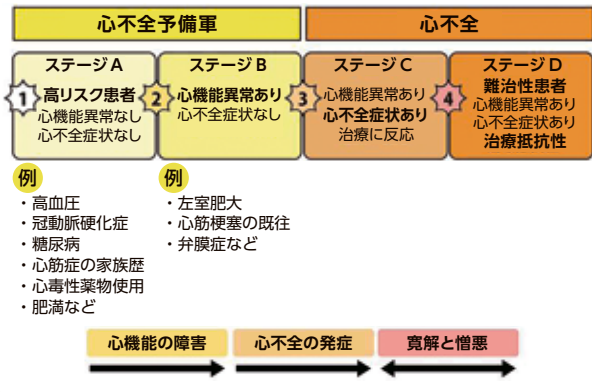 心不全予備軍
心不全
ステージA
1
高リスク患者
心機能異常なし
心不全症状なし
ステージB
2
心機能異常あり
心不全症状なし
ステージC
3
心機能異常あり
心不全症状あり
治療に反応
ステージD
4
難治性患者
心機能異常あり
心不全症状あり
治療抵抗性
例
・高血圧
・冠動脈硬化症
・糖尿病
・心筋症の家族歴
・心毒性薬物使用
・肥満など
例
・左室肥大
・心筋梗塞の既往
・弁膜症など
心機能の障害
心不全の発症
寛解と憎悪